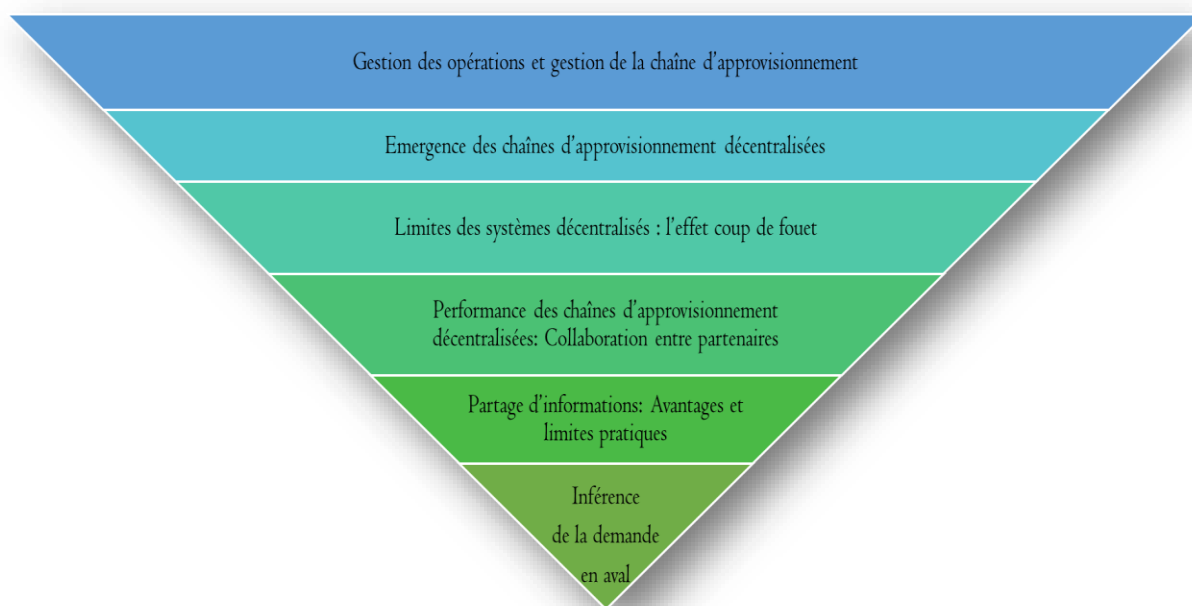 Gestion des opérations et gestion de la chaîne d'approvisionnement
Emergence des chaînes d'approvisionnement décentralisées
Limites des systèmes décentralisés : l'effet coup de fouet
Performance des chaînes d'approvisionnement
décentralisées: Collaboration entre partenaires
Partage d'informations: Avantages et
limites pratiques
Inférence
de la demande
en aval